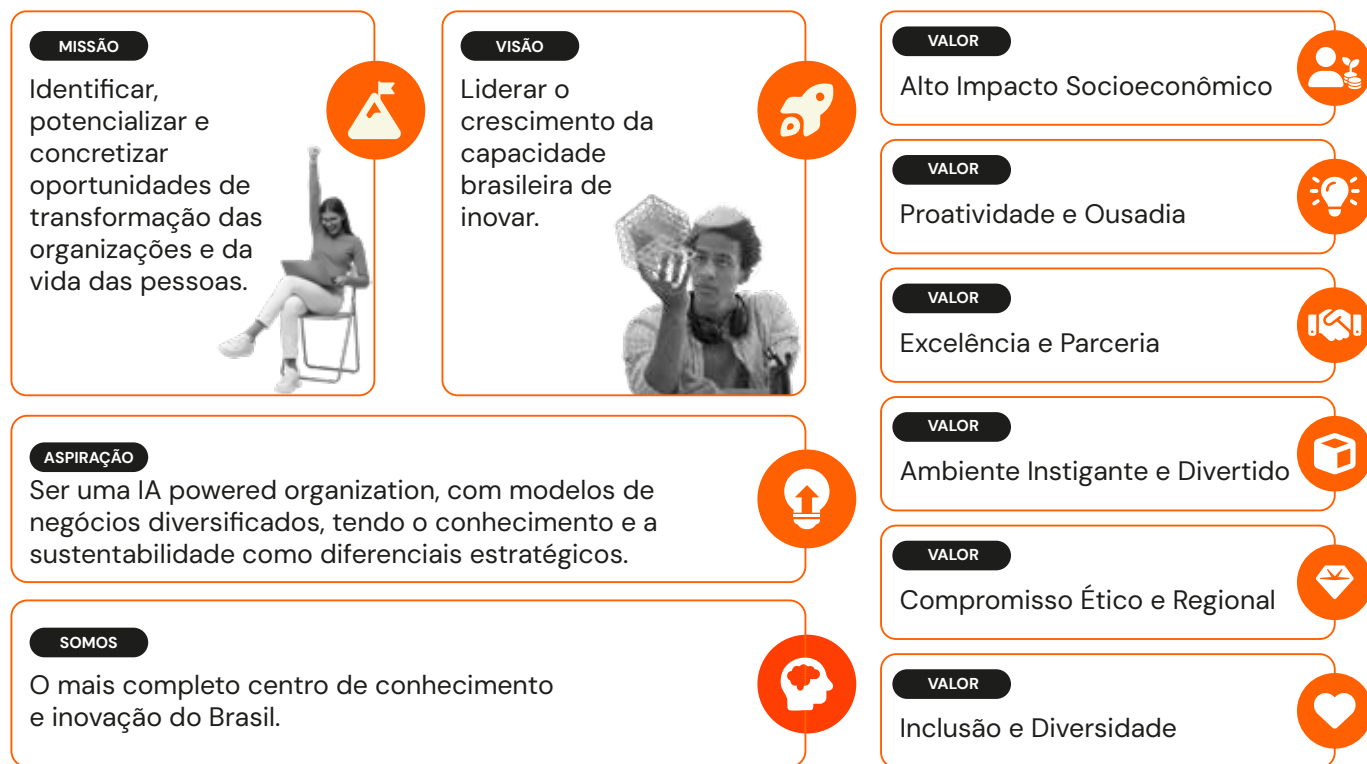 MISSÃO
Identificar,
potencializar e
concretizar
oportunidades de
transformação das
organizações e da
vida das pessoas.
VISÃO
Liderar o
crescimento da
capacidade
brasileira de
inovar.
ASPIRAÇÃO
Ser uma IA powered organization, com modelos de
negócios diversificados, tendo o conhecimento e a
sustentabilidade como diferenciais estratégicos.
SOMOS
O mais completo centro de conhecimento
e inovação do Brasil.
VALOR
Alto Impacto Socioeconômico
VALOR
Proatividade e Ousadia
VALOR
Excelência e Parceria
VALOR
Ambiente Instigante e Divertido
VALOR
Compromisso Ético e Regional
VALOR
Inclusão e Diversidade